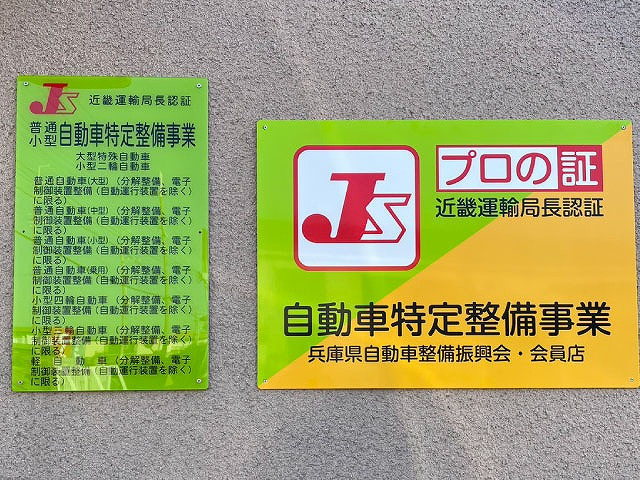 JS 近畿運輸局長認証
普通
小型 自動車特定整備事業
大型特殊自動車
小型二輪自動車
普通自動車(大型)(分解整備、電子
制御装置整備(自動運行装置を除く)
に限る)
普通自動車(中型)(分解整備、電子
制御装置整備(自動運行装置を除く)
に限る)
普通自動車(小型)(分解整備、電子
制御装置整備(自動運行装置を除く)
に限る)
普通自動車(乗用)(分解整備、電子
制御装置整備(自動運行装置を除く)
に限る)
小型四輪自動車(分解整備、電子
制御装置整備(自動運行装置を除く)
に限る)
小型三輪自動車(分解整備、電子
制御装置整備(自動運行装置を除く)
に限る)
軽自動車(分解整備、電子
制御装置整備(自動運行装置を除く)
に限る)
JS
プロの証
近畿運輸局長認証
自動車特定整備事業
兵庫県自動車整備振興会・会員店